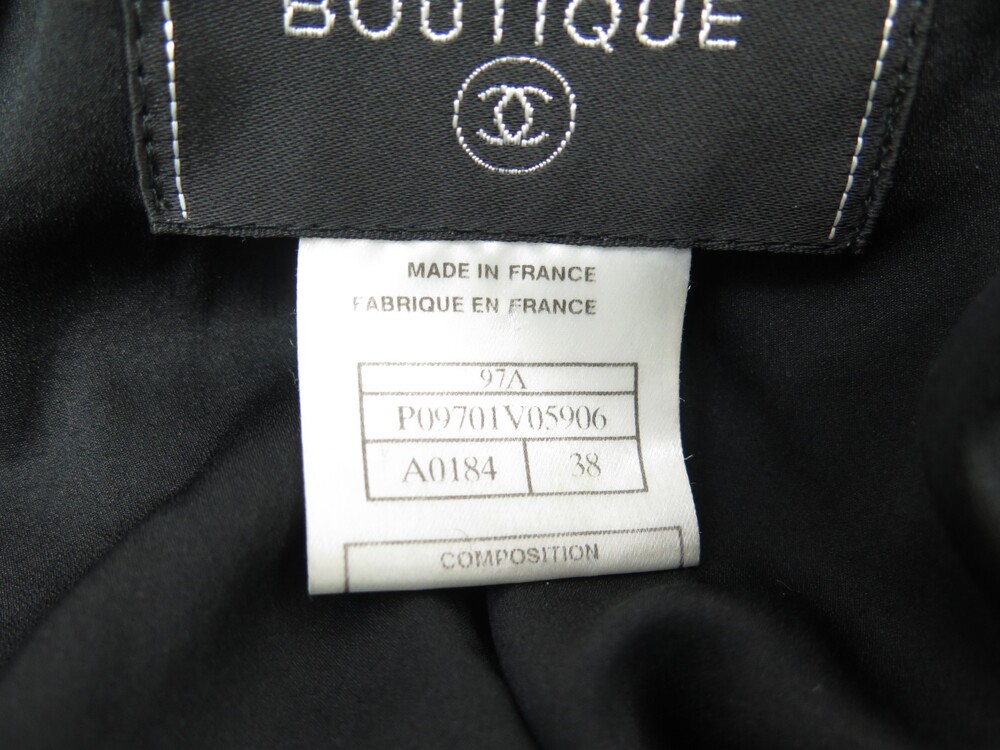 BOUTIQUE
MADE IN FRANCE
FABRIQUE EN FRANCE
97A
P09701V05906
A0184 38
COMPOSITION